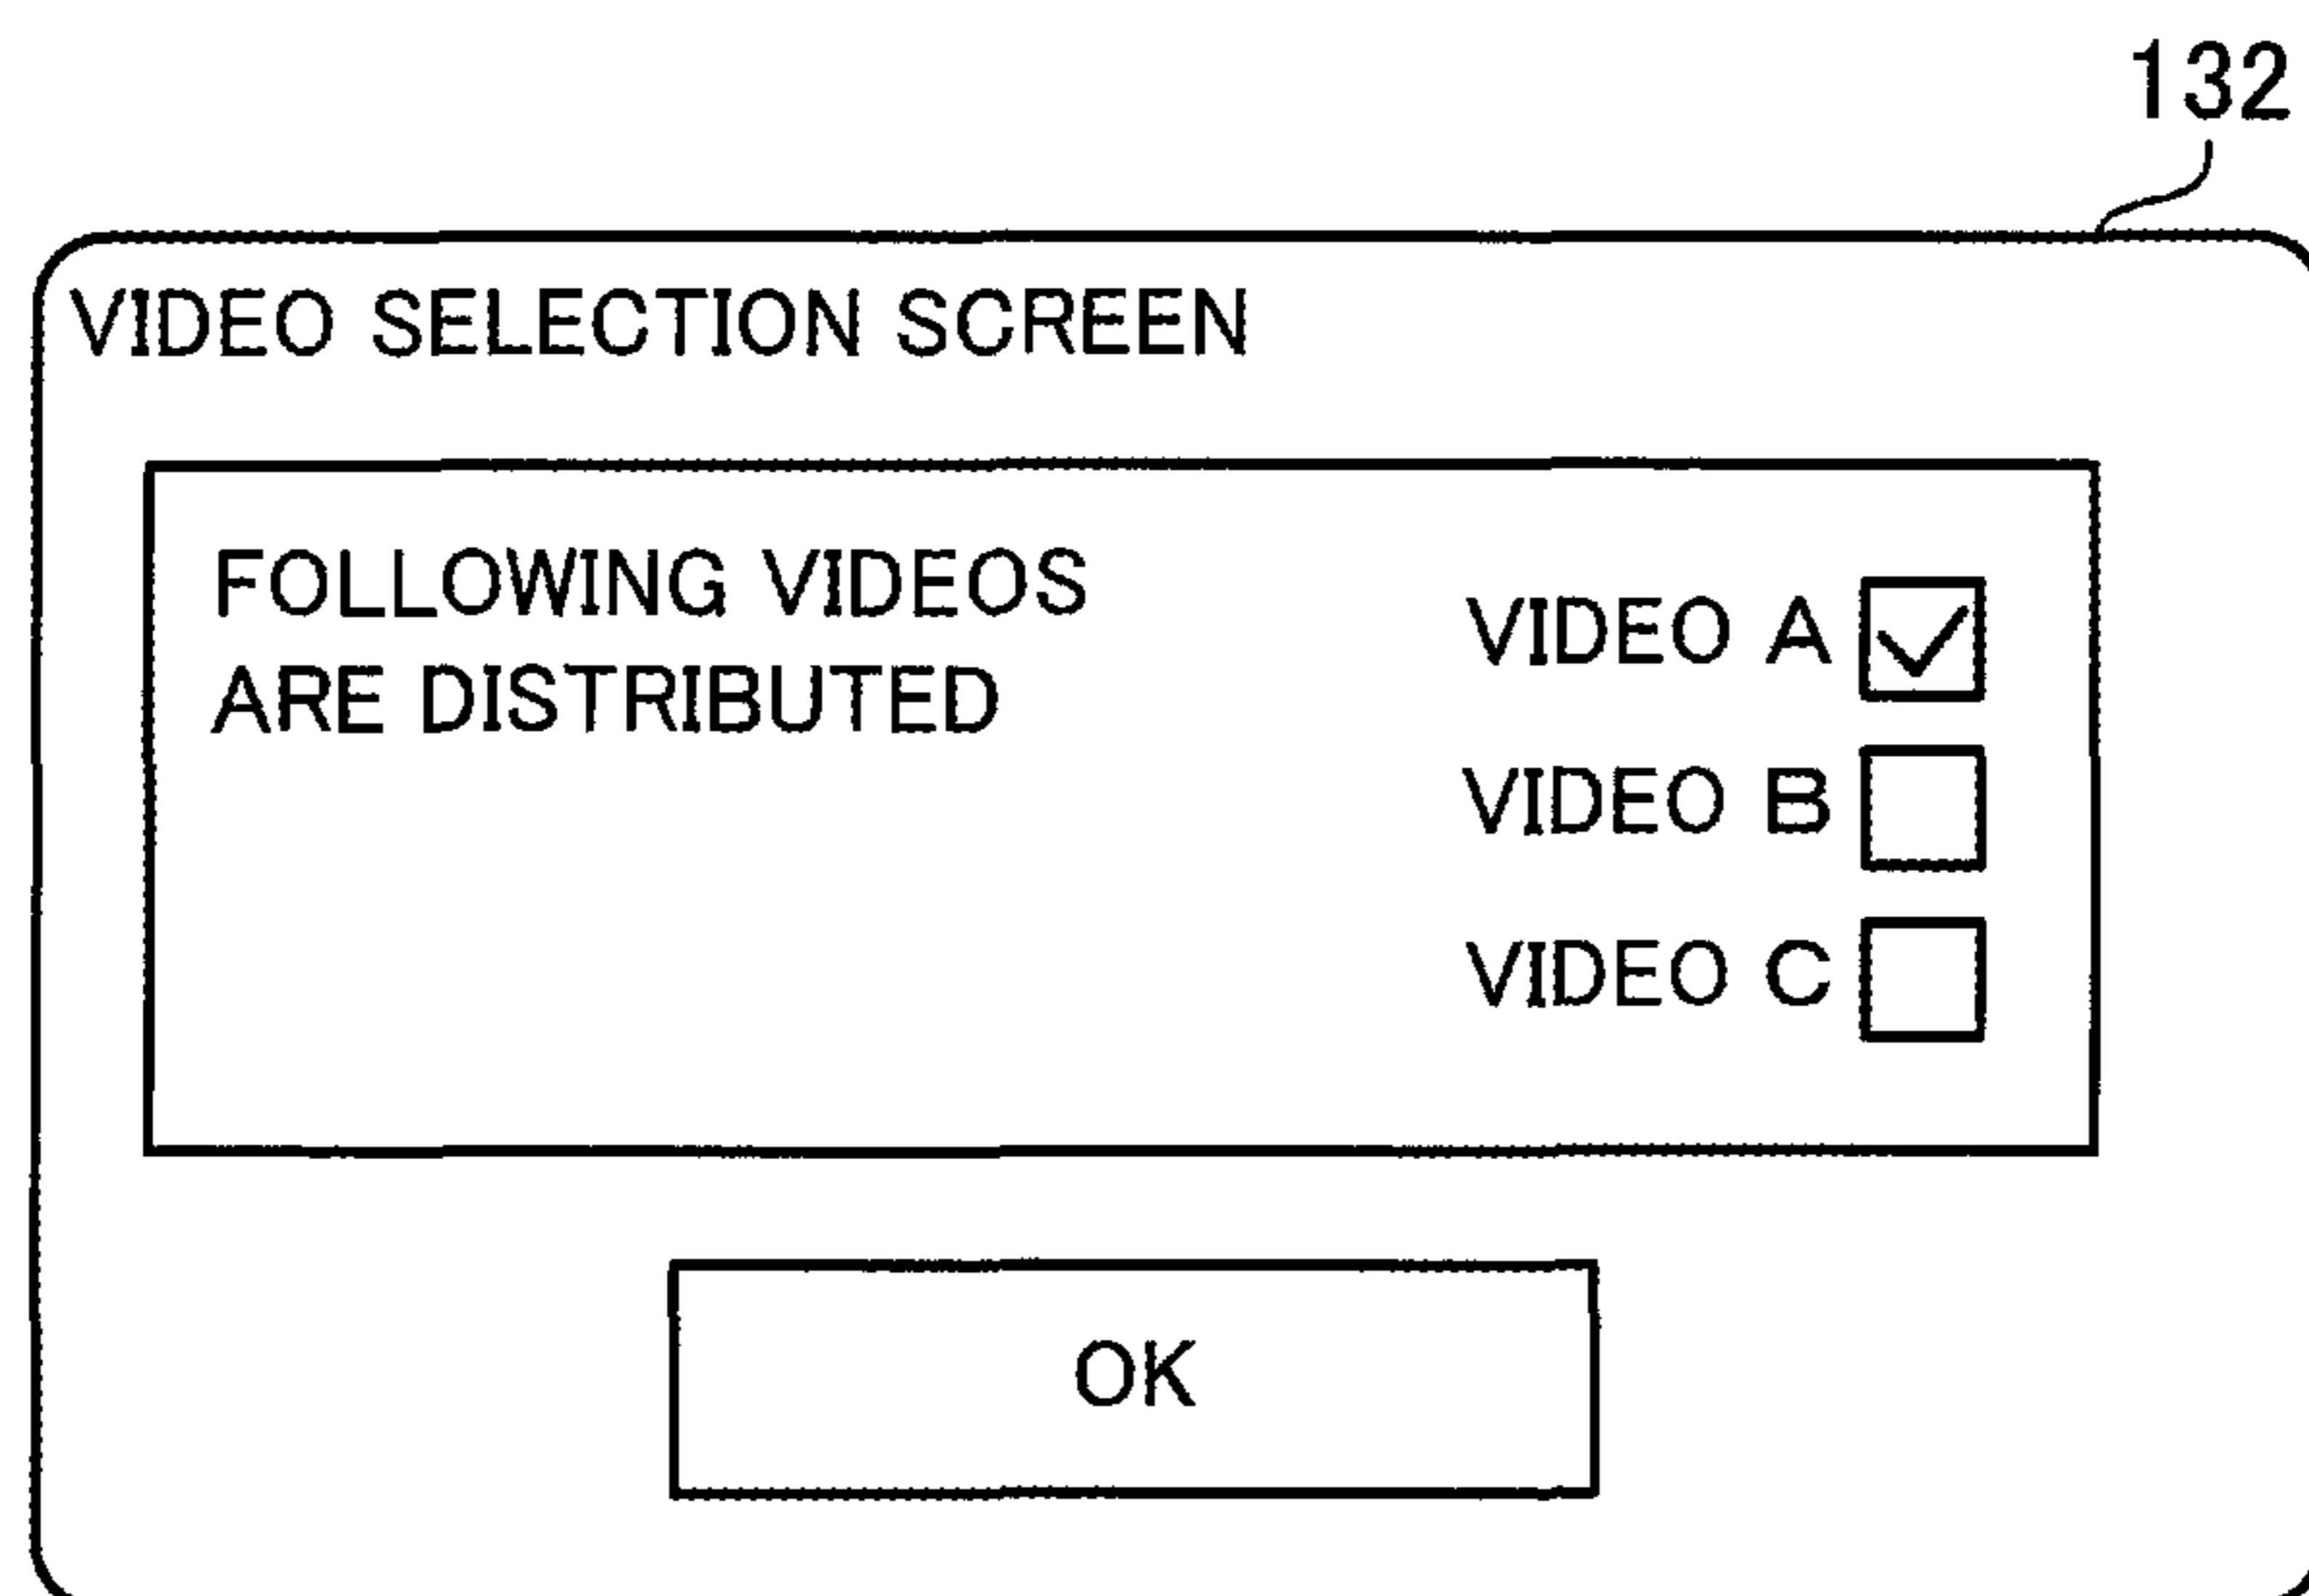 132
VIDEO SELECTION SCREEN
FOLLOWING VIDEOS
ARE DISTRIBUTED
VIDEO A
VIDEO B
VIDEO C
OK